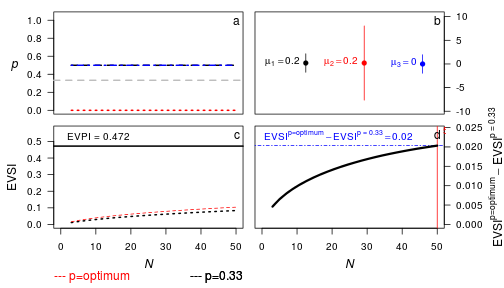 a
1.0
0.8
0.6
0.4
0.2
0.0
p
b
μ1 = 0.2
μ2 = 0.2
μ3 = 0
10
5
0
-5
-10
c
EVPI = 0.472
0.5
0.4
0.3
0.2
0.1
0.0
EVSI
0 10 20 30 40 50
N
d
EVSI^p=optimum − EVSI^p = 0.33 = 0.02
0.025
0.020
0.015
0.010
0.005
0.000
EVSI^p=optimum − EVSI^p = 0.33
0 10 20 30 40 50
N
--- p=optimum
--- p=0.33